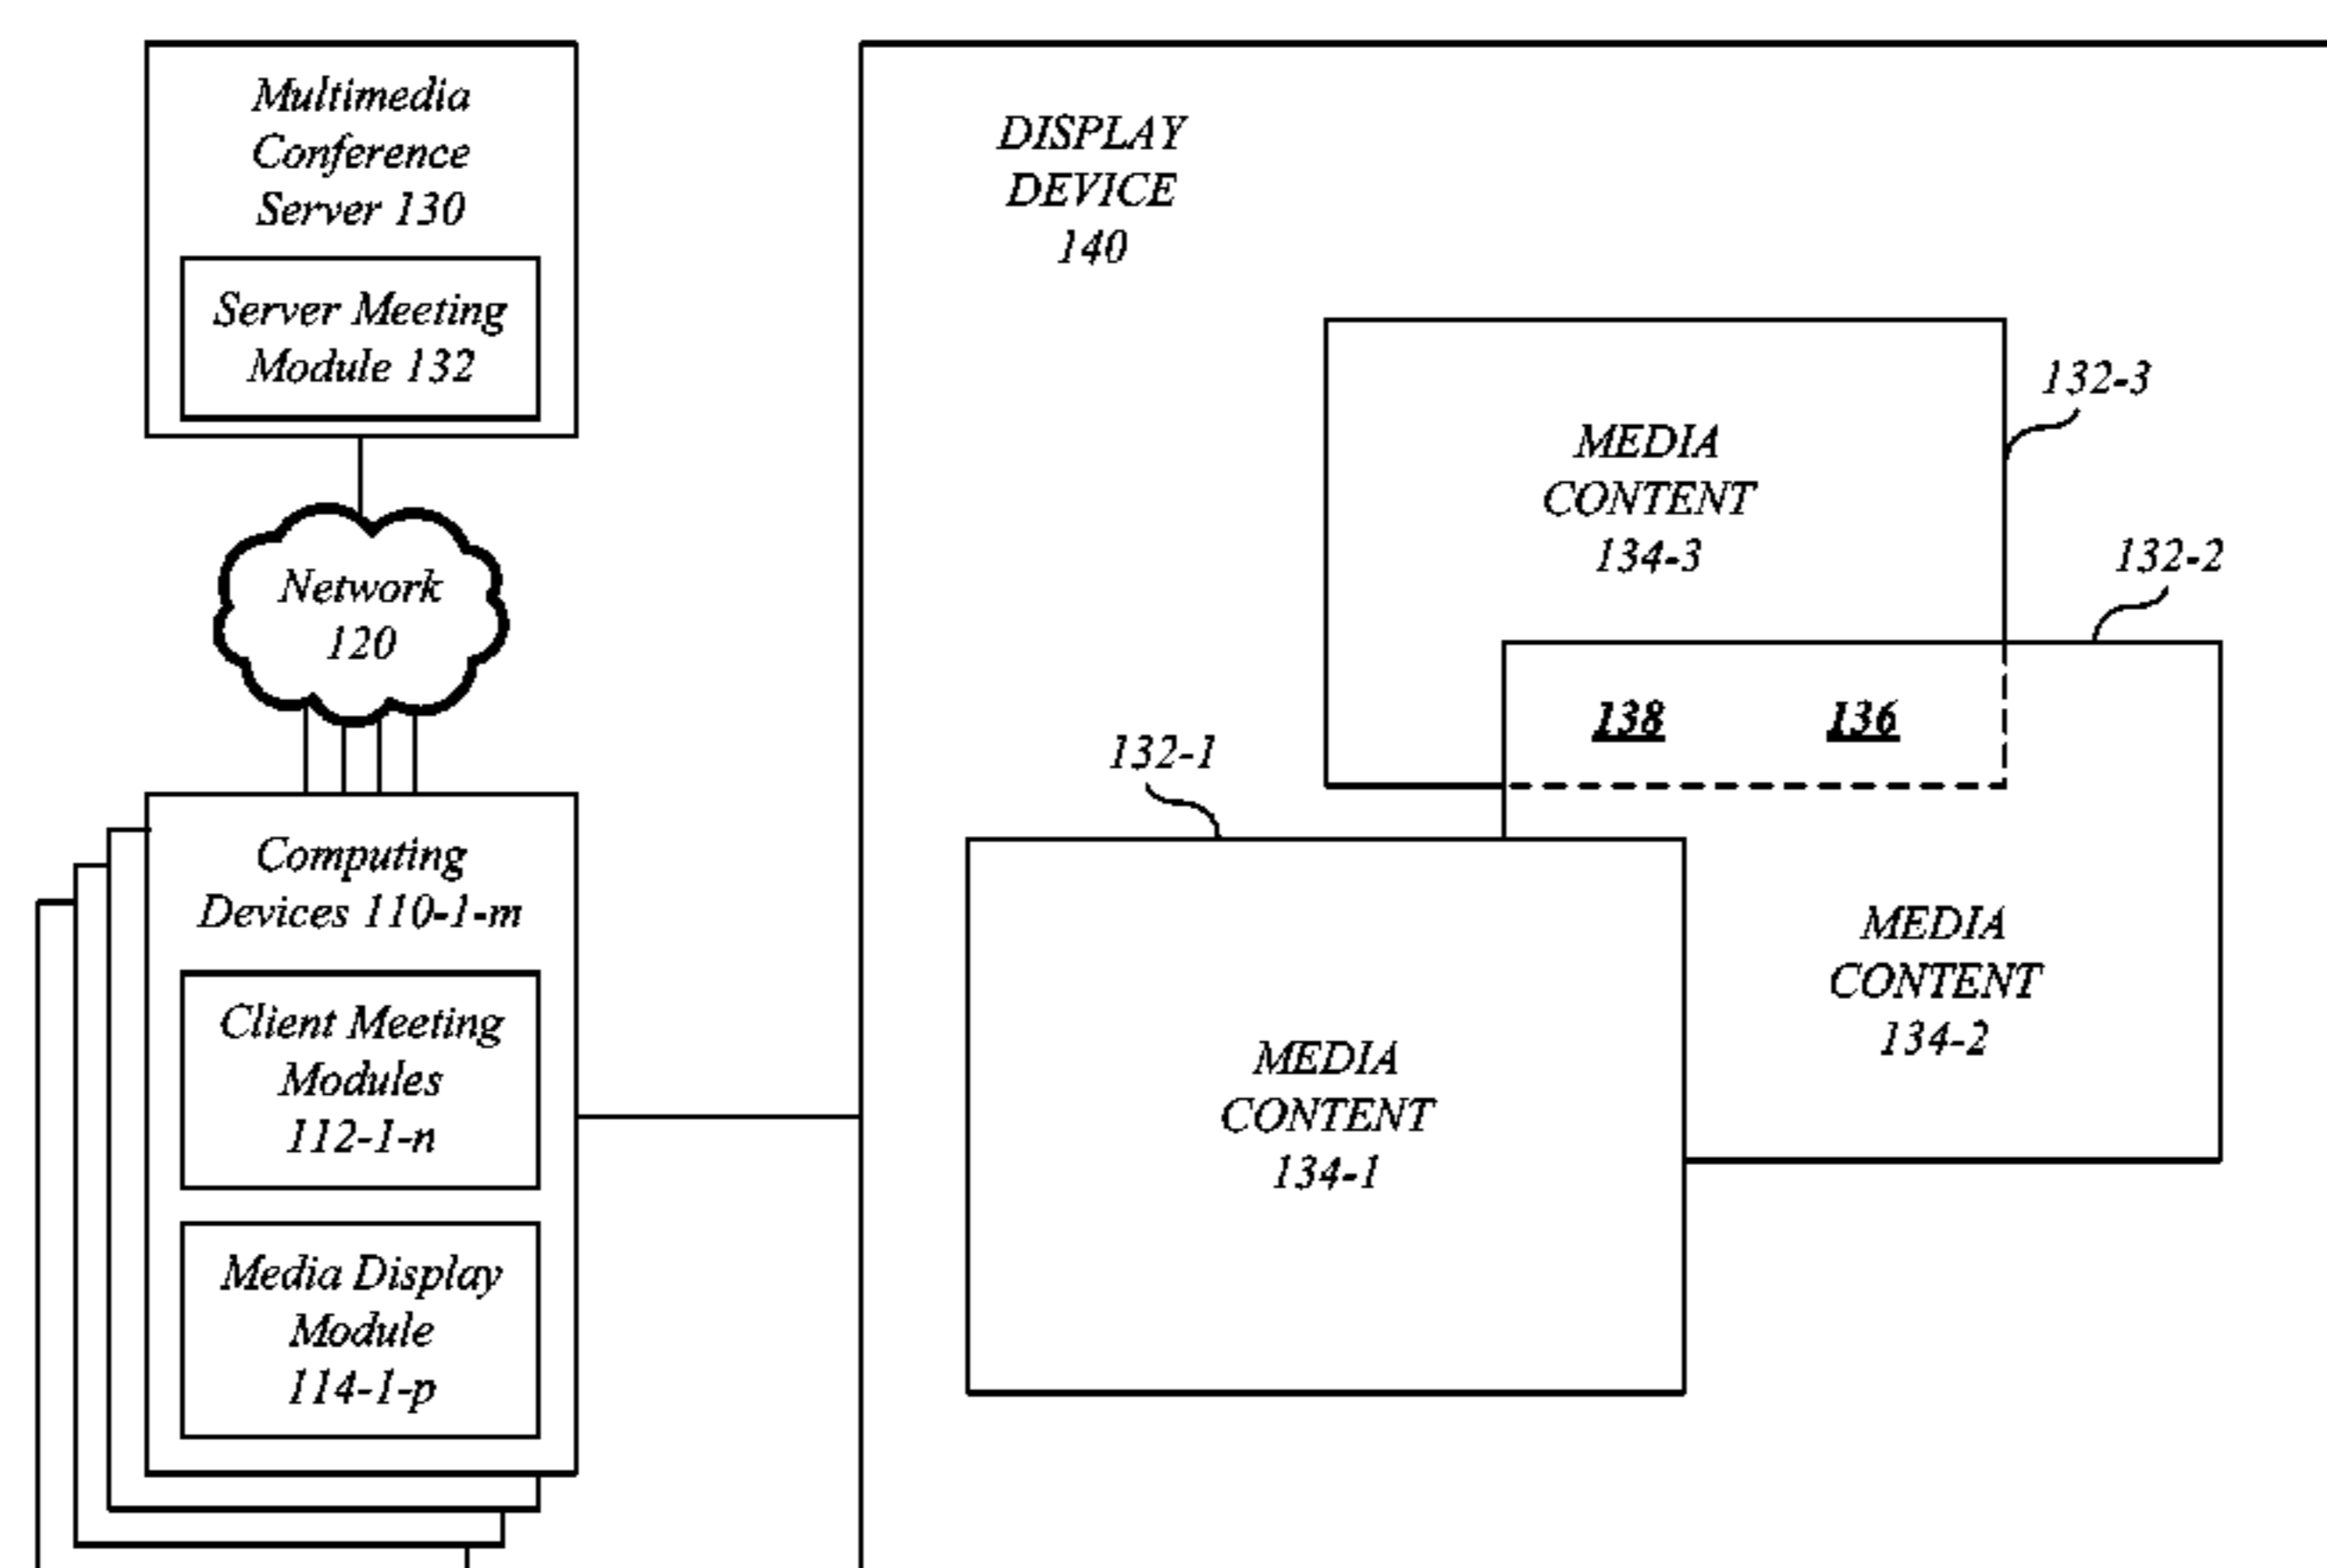 Multimedia
Conference
Server 130
Server Meeting
Module 132
Network
120
Computing
Devices 110-1-m
Client Meeting
Modules
112-1-n
Media Display
Module
114-1-p
DISPLAY
DEVICE
140
MEDIA
CONTENT
134-3
132-3
132-2
138 136
132-1
MEDIA
CONTENT
134-2
MEDIA
CONTENT
134-1